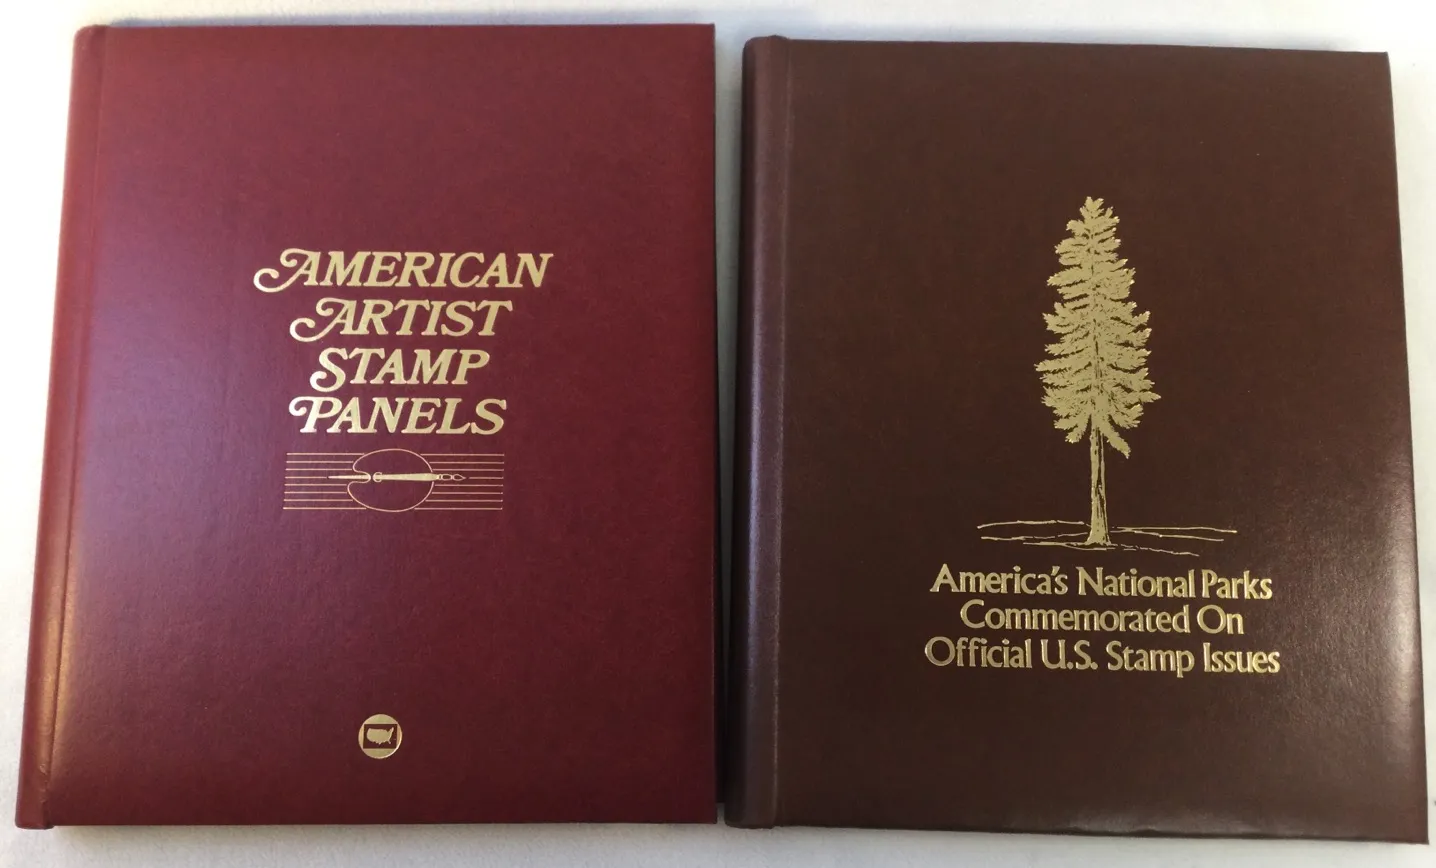 AMERICAN
ARTIST
STAMP
PANELS
America's National Parks
Commemorated On
Official U.S. Stamp Issues